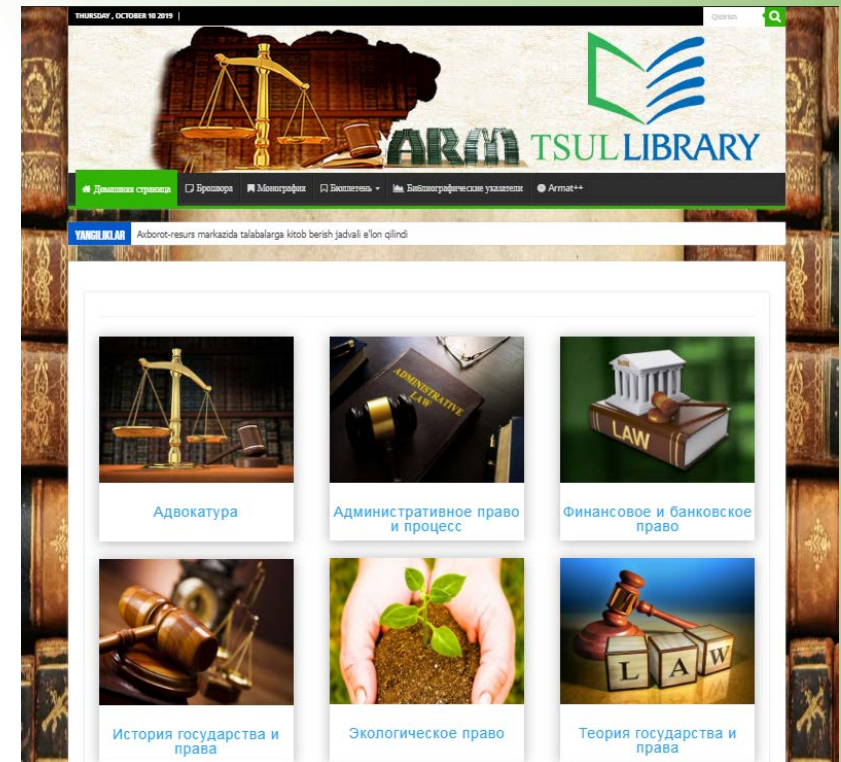 THURSDAY , OCTOBER 10 2019
Qidirish
ARM TSUL LIBRARY
Домашняя страница Брошюра Монография Бюллетень Библиографические указатели Armat++
YANGILIKLAR Axborot-resurs markazida talabalarga kitob berish jadvali e'lon qilindi
ADMINISTRATIVE
LAW
BANK
LAW
Адвокатура
Административное право
и процесс
Финансовое и банковское
право
L A W
История государства и
права
Экологическое право
Теория государства и
права